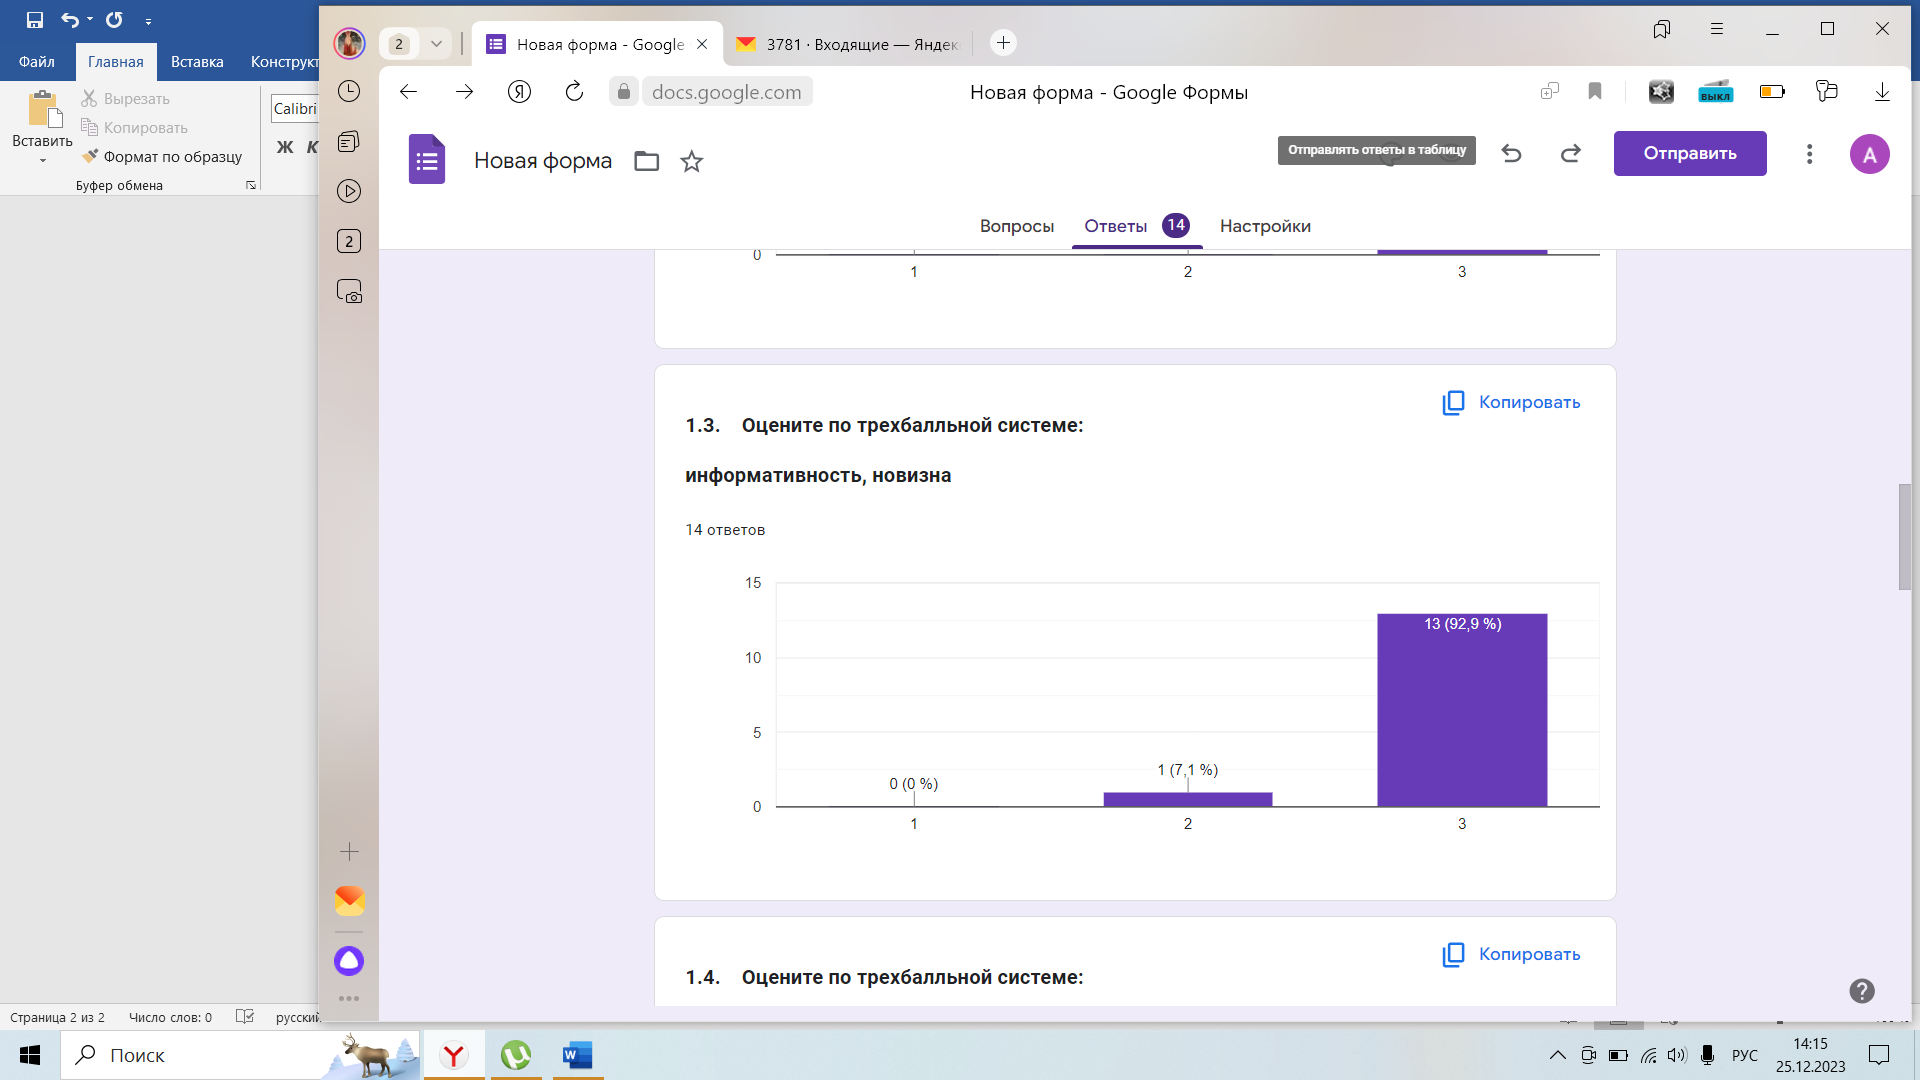 Файл
Главная
Вставка
Конструкт
Вставить
Вырезать
Копировать
Формат по образцу
Буфер обмена
Calibri
Ж
К
2
Новая форма - Google
3781 · Входящие — Яндекс
docs.google.com
Новая форма - Google Формы
выкл
Новая форма
Отправлять ответы в таблицу
Отправить
А
Вопросы
Ответы 14
Настройки
2
0
1 2 3
Копировать
1.3. Оцените по трехбалльной системе:
информативность, новизна
14 ответов
15
10
5
0
0 (0 %)
1 (7,1 %)
13 (92,9 %)
1 2 3
Копировать
1.4. Оцените по трехбалльной системе:
Страница 2 из 2
Число слов: 0
русский
Поиск
РУС
14:15
25.12.2023